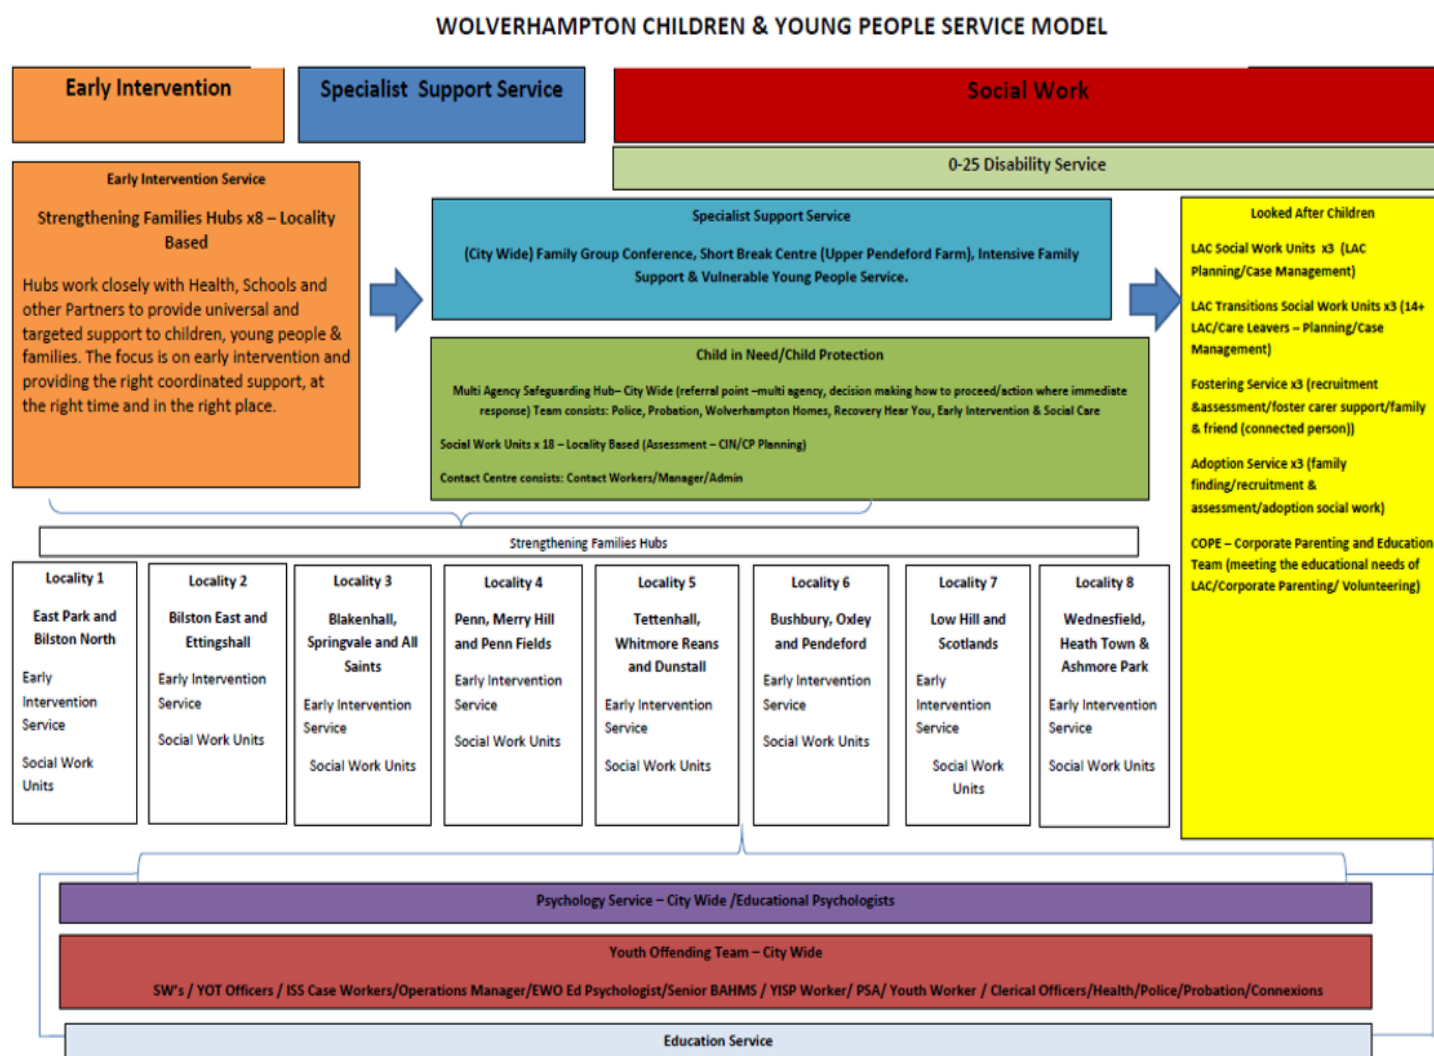 WOLVERHAMPTON CHILDREN & YOUNG PEOPLE SERVICE MODEL
Early Intervention
Specialist Support Service
Social Work
0-25 Disability Service
Early Intervention Service
Strengthening Families Hubs x8 – Locality
Based
Hubs work closely with Health, Schools and
other Partners to provide universal and
targeted support to children, young people &
families. The focus is on early intervention and
providing the right coordinated support, at
the right time and in the right place.
Specialist Support Service
(City Wide) Family Group Conference, Short Break Centre (Upper Pendeford Farm), Intensive Family
Support & Vulnerable Young People Service.
Child in Need/Child Protection
Multi Agency Safeguarding Hub– City Wide (referral point –multi agency, decision making how to proceed/action where immediate
response) Team consists: Police, Probation, Wolverhampton Homes, Recovery Hear You, Early Intervention & Social Care
Social Work Units x 18 – Locality Based (Assessment – CIN/CP Planning)
Contact Centre consists: Contact Workers/Manager/Admin
Looked After Children
LAC Social Work Units x3 (LAC
Planning/Case Management)
LAC Transitions Social Work Units x3 (14+
LAC/Care Leavers – Planning/Case
Management)
Fostering Service x3 (recruitment
&assessment/foster carer support/family
& friend (connected person))
Adoption Service x3 (family
finding/recruitment &
assessment/adoption social work)
COPE – Corporate Parenting and Education
Team (meeting the educational needs of
LAC/Corporate Parenting/ Volunteering)
Strengthening Families Hubs
Locality 1
East Park and
Bilston North
Early
Intervention
Service
Social Work
Units
Locality 2
Bilston East and
Ettingshall
Early Intervention
Service
Social Work Units
Locality 3
Blakenhall,
Springvale and All
Saints
Early Intervention
Service
Social Work Units
Locality 4
Penn, Merry Hill
and Penn Fields
Early Intervention
Service
Social Work Units
Locality 5
Tettenhall,
Whitmore Reans
and Dunstall
Early Intervention
Service
Social Work Units
Locality 6
Bushbury, Oxley
and Pendeford
Early Intervention
Service
Social Work Units
Locality 7
Low Hill and
Scotlands
Early
Intervention
Service
Social Work
Units
Locality 8
Wednesfield,
Heath Town &
Ashmore Park
Early Intervention
Service
Social Work Units
Psychology Service – City Wide /Educational Psychologists
Youth Offending Team – City Wide
SW's / YOT Officers / ISS Case Workers/Operations Manager/EWO Ed Psychologist/Senior BAHMS / YISP Worker/ PSA/ Youth Worker / Clerical Officers/Health/Police/Probation/Connexions
Education Service